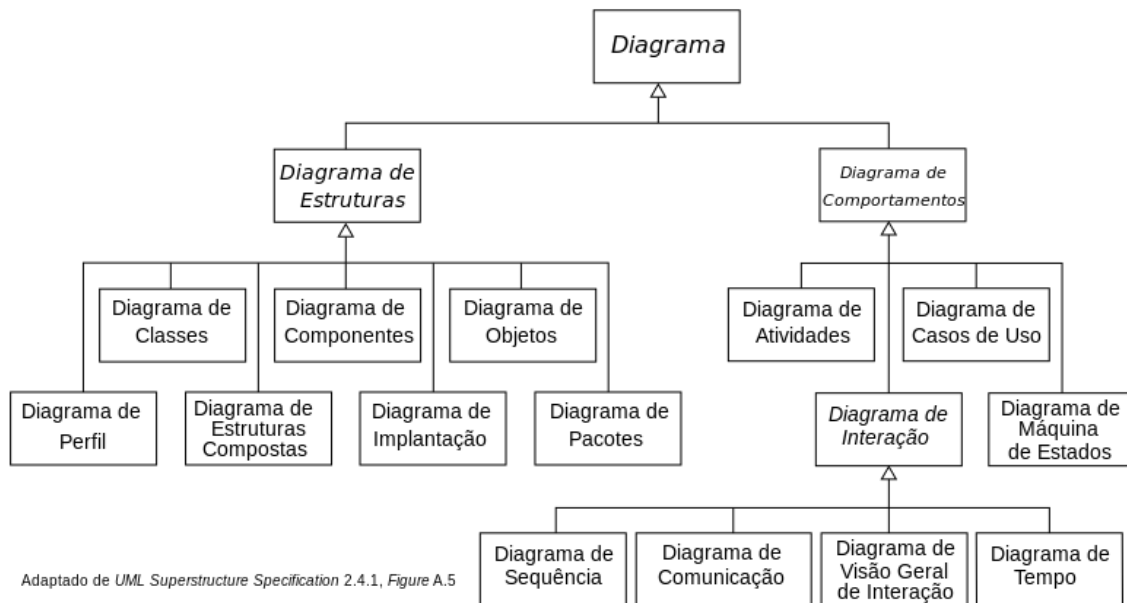 Diagrama
Diagrama de
Estruturas
Diagrama de
Comportamentos
Diagrama de
Classes
Diagrama de
Componentes
Diagrama de
Objetos
Diagrama de
Atividades
Diagrama de
Casos de Uso
Diagrama de
Perfil
Diagrama de
Estruturas
Compostas
Diagrama de
Implantação
Diagrama de
Pacotes
Diagrama de
Interação
Diagrama de
Máquina
de Estados
Diagrama de
Sequência
Diagrama de
Comunicação
Diagrama de
Visão Geral
de Interação
Diagrama de
Tempo
Adaptado de UML Superstructure Specification 2.4.1, Figure A.5